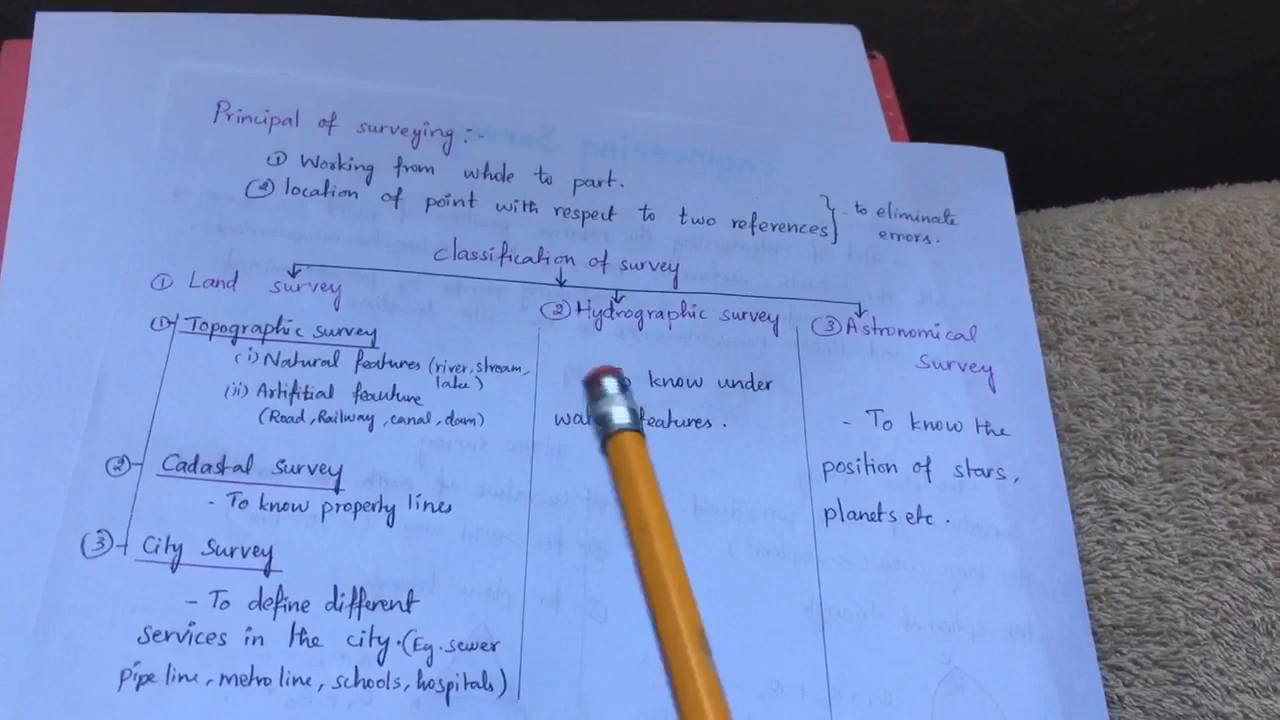 Principal of surveying :-
① Working from whole to part.
② location of point with respect to two references } - to eliminate errors.
classification of survey
① Land survey
① Topographic survey
(i) Natural features (river, stream, lake)
(ii) Artifitial feauture
(Road, Railway, canal, dam)
② Cadastal survey
- To know property lines
③ City Survey
- To define different
services in the city. (Eg. sewer
pipe line, metro line, schools, hospitals)
② Hydrographic survey
know under
features.
③ Astronomical
Survey
- To know the
position of stars,
planets etc.